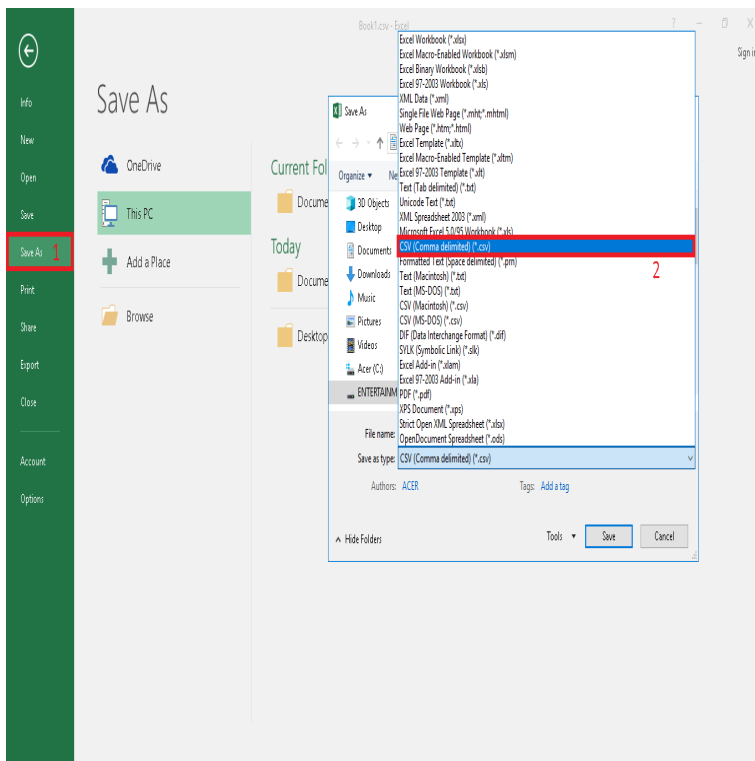 Book1.csv - Excel
?
Sign i
Info
New
Open
Save
Save As 1
Print
Share
Export
Close
Account
Options
Save As
OneDrive
This PC
Add a Place
Browse
Current Fol
Docume
Today
Docume
Desktop
Save As
Organize
Ne
3D Objects
Desktop
Documents
Downloads
Music
Pictures
Videos
Acer (C:)
ENTERTAINM
Excel Workbook (*.xlsx)
Excel Macro-Enabled Workbook (*.xlsm)
Excel Binary Workbook (*.xlsb)
Excel 97-2003 Workbook (*.xls)
XML Data (*.xml)
Single File Web Page (*.mht;*.mhtml)
Web Page (*.htm;*.html)
Excel Template (*.xltx)
Excel Macro-Enabled Template (*.xltm)
Excel 97-2003 Template (*.xlt)
Text (Tab delimited) (*.txt)
Unicode Text (*.txt)
XML Spreadsheet 2003 (*.xml)
Microsoft Excel 5.0/95 Workbook (*.xls)
CSV (Comma delimited) (*.csv)
2
Formatted Text (Space delimited) (*.prn)
Text (Macintosh) (*.txt)
Text (MS-DOS) (*.txt)
CSV (Macintosh) (*.csv)
CSV (MS-DOS) (*.csv)
DIF (Data Interchange Format) (*.dif)
SYLK (Symbolic Link) (*.slk)
Excel Add-in (*.xlam)
Excel 97-2003 Add-in (*.xla)
PDF (*.pdf)
XPS Document (*.xps)
Strict Open XML Spreadsheet (*.xlsx)
OpenDocument Spreadsheet (*.ods)
File name:
Save as type: CSV (Comma delimited) (*.csv)
Authors: ACER
Tags: Add a tag
Hide Folders
Tools
Save
Cancel